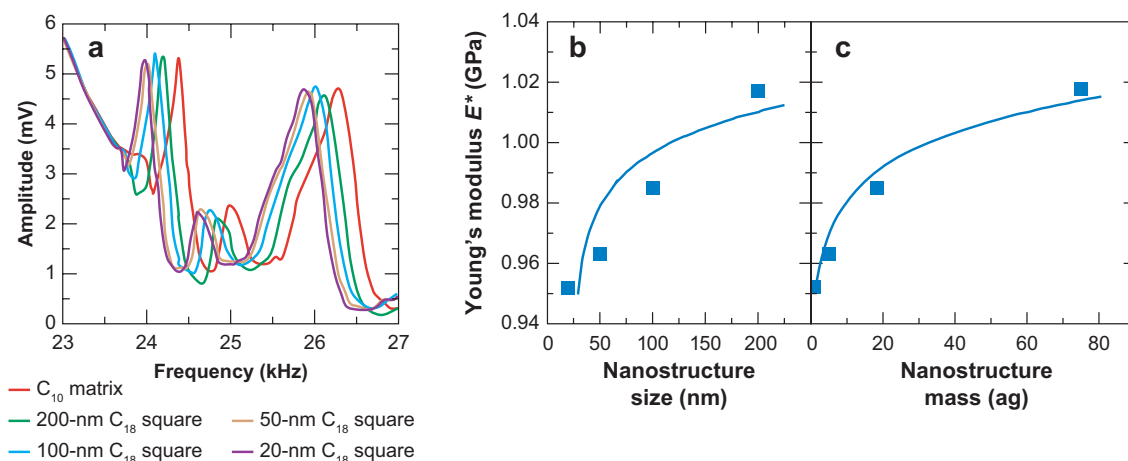 a
6
5
4
3
2
1
0
Amplitude (mV)
23
24
25
26
27
Frequency (kHz)
C₁₀ matrix
200-nm C₁₈ square
100-nm C₁₈ square
50-nm C₁₈ square
20-nm C₁₈ square
b
1.04
1.02
1.00
0.98
0.96
0.94
Young's modulus E* (GPa)
50
100
150
200
Nanostructure
size (nm)
c
0
20
40
60
80
Nanostructure
mass (ag)